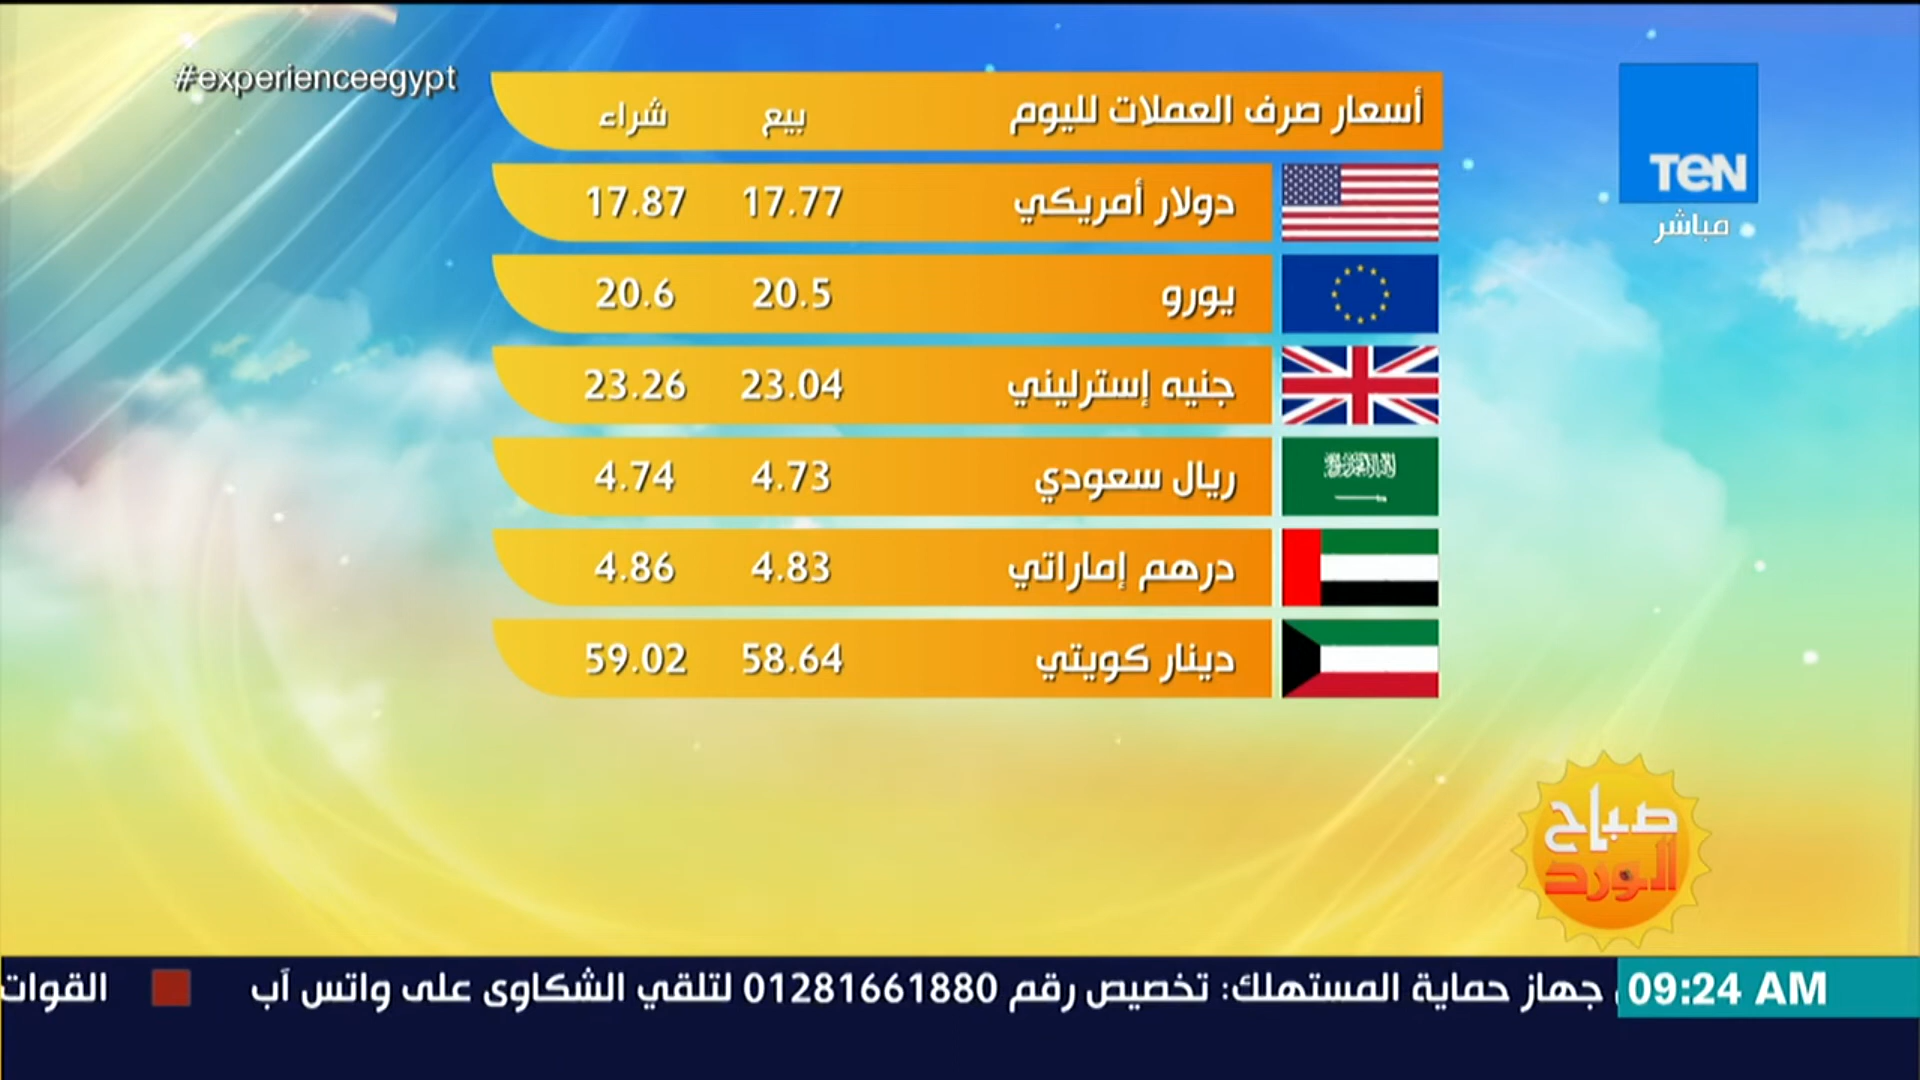 #experienceegypt
TeN
مباشر
أسعار صرف العملات لليوم بيع شراء
دولار أمريكي 17.77 17.87
يورو 20.5 20.6
جنيه إسترليني 23.04 23.26
ريال سعودي 4.73 4.74
درهم إماراتي 4.83 4.86
دينار كويتي 58.64 59.02
صباح
الورد
09:24 AM
جهاز حماية المستهلك: تخصيص رقم 01281661880 لتلقي الشكاوى على واتس آب القوات